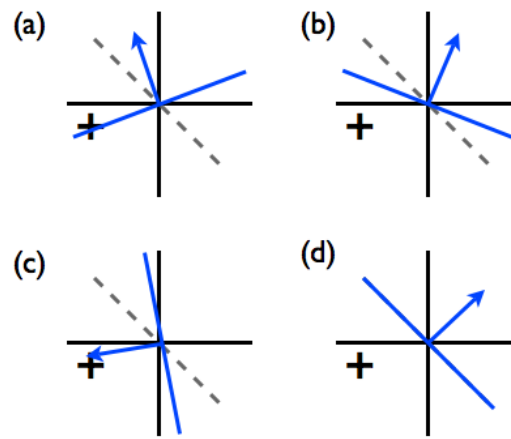 (a) (b)
+ +
(c) (d)
+ +